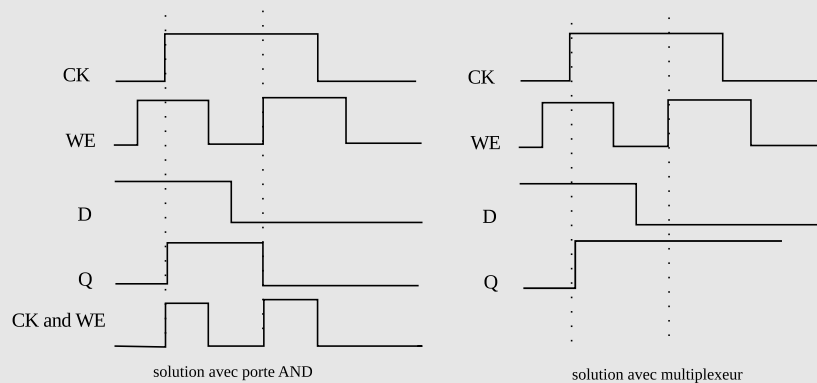 CK
WE
D
Q
CK and WE
solution avec porte AND
CK
WE
D
Q
solution avec multiplexeur